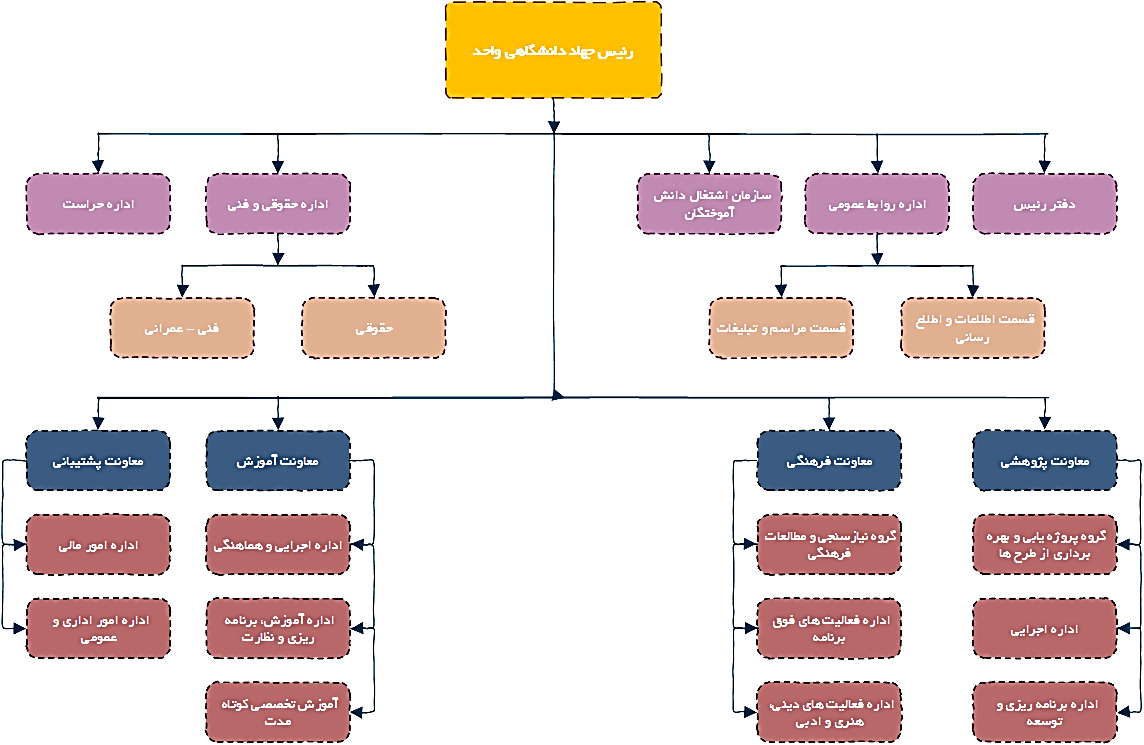 رئیس جهاد دانشگاهی واحد
دفتر رئیس
اداره روابط عمومی
سازمان اشتغال دانش
آموختگان
اداره حقوقی و فنی
اداره حراست
قسمت اطلاعات و اطلاع
رسانی
قسمت مراسم و تبلیغات
حقوقی
فنی – عمرانی
معاونت پژوهشی
معاونت فرهنگی
معاونت آموزش
معاونت پشتیبانی
گروه پروژه یابی و بهره
برداری از طرح ها
گروه نیازسنجی و مطالعات
فرهنگی
اداره اجرایی و هماهنگی
اداره امور مالی
اداره اجرایی
اداره فعالیت های فوق
برنامه
اداره آموزش، برنامه
ریزی و نظارت
اداره امور اداری و
عمومی
اداره برنامه ریزی و
توسعه
اداره فعالیت های دینی،
هنری و ادبی
آموزش تخصصی کوتاه
مدت